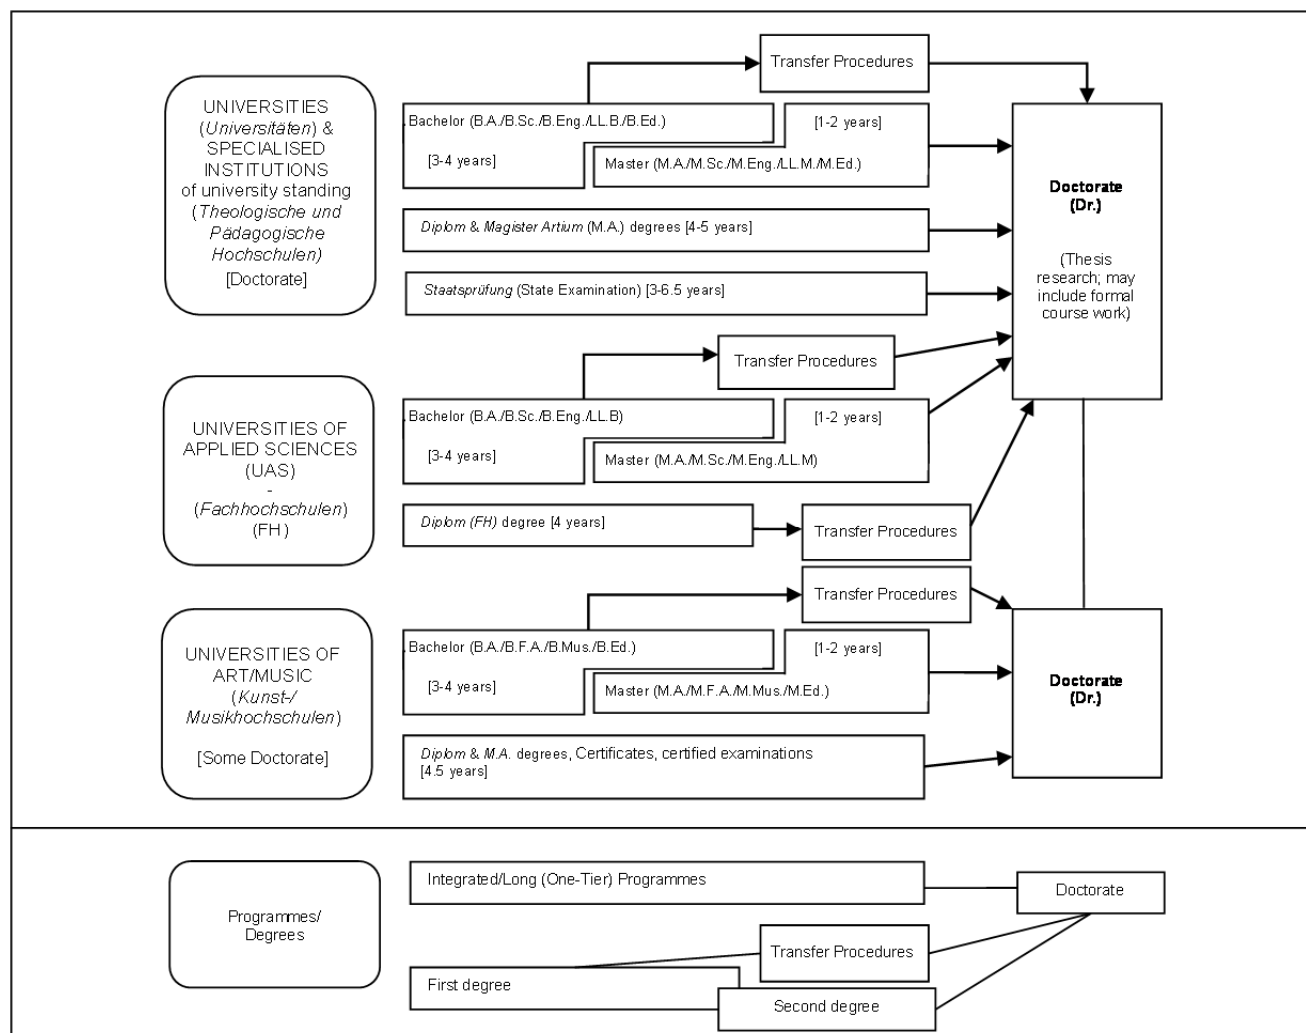 Transfer Procedures
UNIVERSITIES
(Universitäten) &
SPECIALISED
INSTITUTIONS
of university standing
(Theologische und
Pädagogische
Hochschulen)
[Doctorate]
Bachelor (B.A./B.Sc./B.Eng./LL.B./B.Ed.)
[3-4 years]
[1-2 years]
Master (M.A./M.Sc./M.Eng./LL.M./M.Ed.)
Diplom & Magister Artium (M.A.) degrees [4-5 years]
Staatsprüfung (State Examination) [3-6.5 years]
Doctorate
(Dr.)
(Thesis
research; may
include formal
course work)
Transfer Procedures
UNIVERSITIES OF
APPLIED SCIENCES
(UAS)
-
(Fachhochschulen)
(FH)
Bachelor (B.A./B.Sc./B.Eng./LL.B)
[3-4 years]
[1-2 years]
Master (M.A./M.Sc./M.Eng./LL.M)
Diplom (FH) degree [4 years]
Transfer Procedures
Transfer Procedures
UNIVERSITIES OF
ART/MUSIC
(Kunst-/
Musikhochschulen)
[Some Doctorate]
Bachelor (B.A./B.F.A./B.Mus./B.Ed.)
[3-4 years]
[1-2 years]
Master (M.A./M.F.A./M.Mus./M.Ed.)
Diplom & M.A. degrees, Certificates, certified examinations
[4.5 years]
Doctorate
(Dr.)
Programmes/
Degrees
Integrated/Long (One-Tier) Programmes
Doctorate
Transfer Procedures
First degree
Second degree